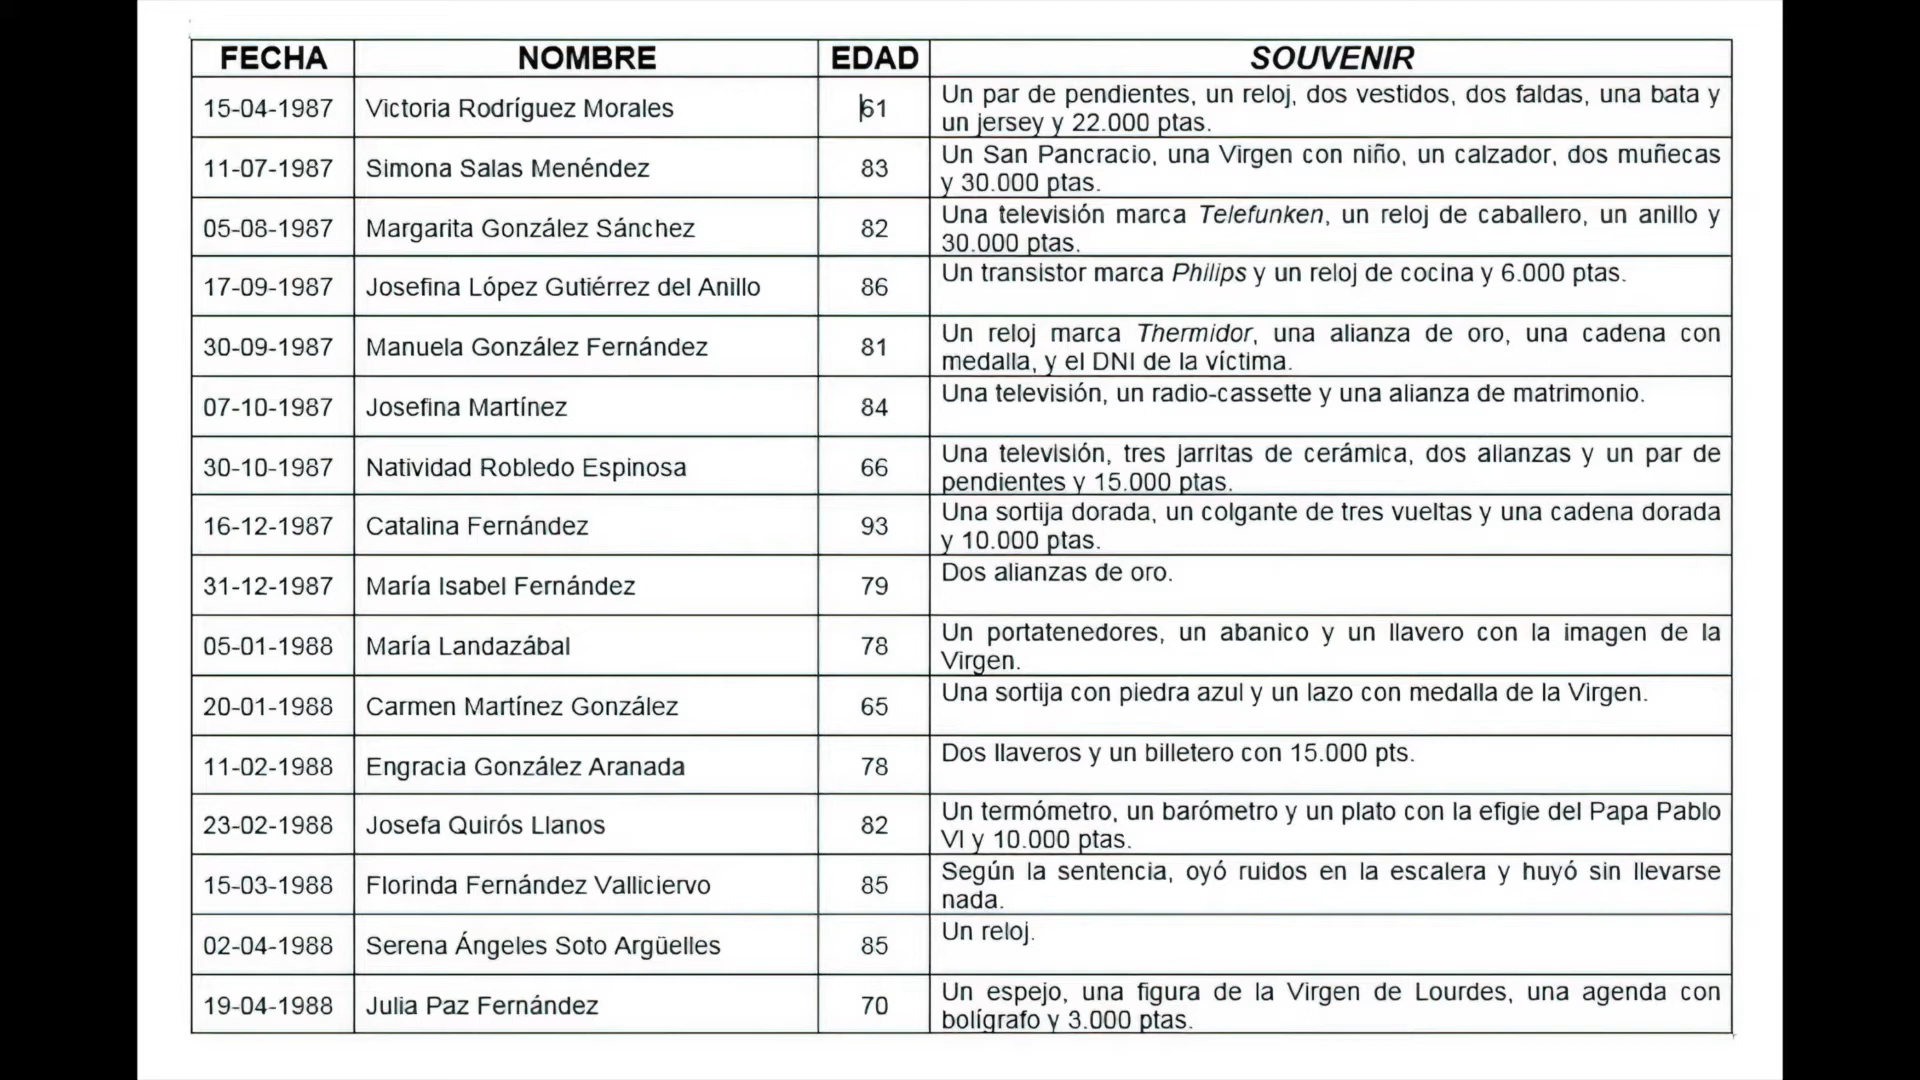 FECHA NOMBRE EDAD SOUVENIR
15-04-1987 Victoria Rodríguez Morales 61 Un par de pendientes, un reloj, dos vestidos, dos faldas, una bata y
un jersey y 22.000 ptas.
11-07-1987 Simona Salas Menéndez 83 Un San Pancracio, una Virgen con niño, un calzador, dos muñecas
y 30.000 ptas.
05-08-1987 Margarita González Sánchez 82 Una televisión marca Telefunken, un reloj de caballero, un anillo y
30.000 ptas.
17-09-1987 Josefina López Gutiérrez del Anillo 86 Un transistor marca Philips y un reloj de cocina y 6.000 ptas.
30-09-1987 Manuela González Fernández 81 Un reloj marca Thermidor, una alianza de oro, una cadena con
medalla, y el DNI de la víctima.
07-10-1987 Josefina Martínez 84 Una televisión, un radio-cassette y una alianza de matrimonio.
30-10-1987 Natividad Robledo Espinosa 66 Una televisión, tres jarritas de cerámica, dos alianzas y un par de
pendientes y 15.000 ptas.
16-12-1987 Catalina Fernández 93 Una sortija dorada, un colgante de tres vueltas y una cadena dorada
y 10.000 ptas.
31-12-1987 María Isabel Fernández 79 Dos alianzas de oro.
05-01-1988 María Landazábal 78 Un portatenedores, un abanico y un llavero con la imagen de la
Virgen.
20-01-1988 Carmen Martínez González 65 Una sortija con piedra azul y un lazo con medalla de la Virgen.
11-02-1988 Engracia González Aranada 78 Dos llaveros y un billetero con 15.000 pts.
23-02-1988 Josefa Quirós Llanos 82 Un termómetro, un barómetro y un plato con la efigie del Papa Pablo
VI y 10.000 ptas.
15-03-1988 Florinda Fernández Valliciervo 85 Según la sentencia, oyó ruidos en la escalera y huyó sin llevarse
nada.
02-04-1988 Serena Ángeles Soto Argüelles 85 Un reloj.
19-04-1988 Julia Paz Fernández 70 Un espejo, una figura de la Virgen de Lourdes, una agenda con
bolígrafo y 3.000 ptas.